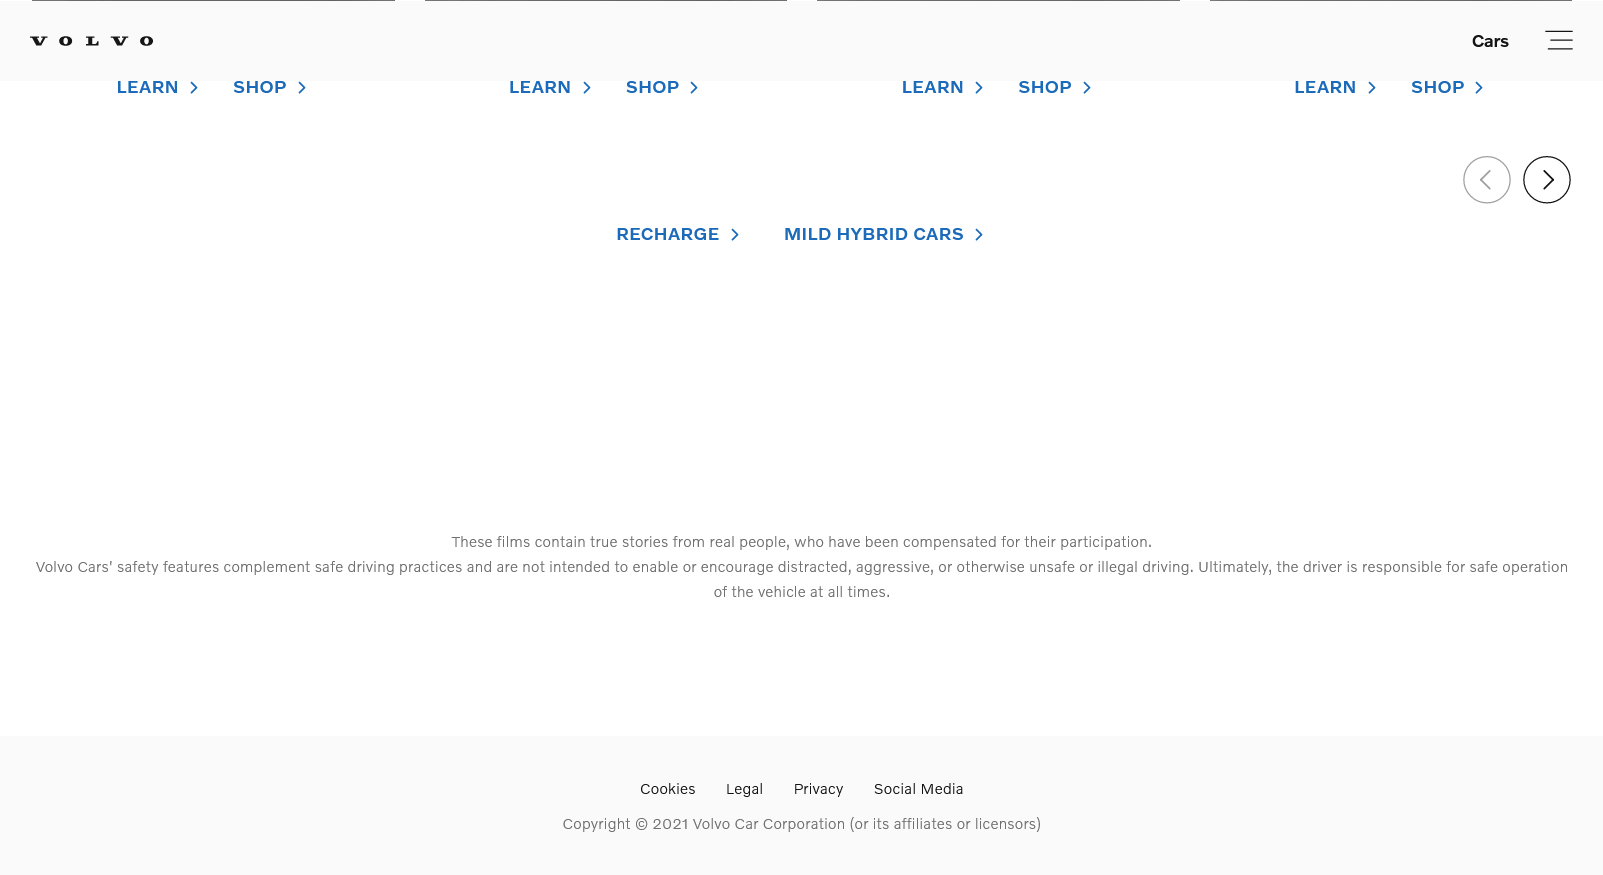 VOLVO Cars
LEARN SHOP LEARN SHOP LEARN SHOP LEARN SHOP
RECHARGE MILD HYBRID CARS
These films contain true stories from real people, who have been compensated for their participation.
Volvo Cars' safety features complement safe driving practices and are not intended to enable or encourage distracted, aggressive, or otherwise unsafe or illegal driving. Ultimately, the driver is responsible for safe operation
of the vehicle at all times.
Cookies Legal Privacy Social Media
Copyright © 2021 Volvo Car Corporation (or its affiliates or licensors)